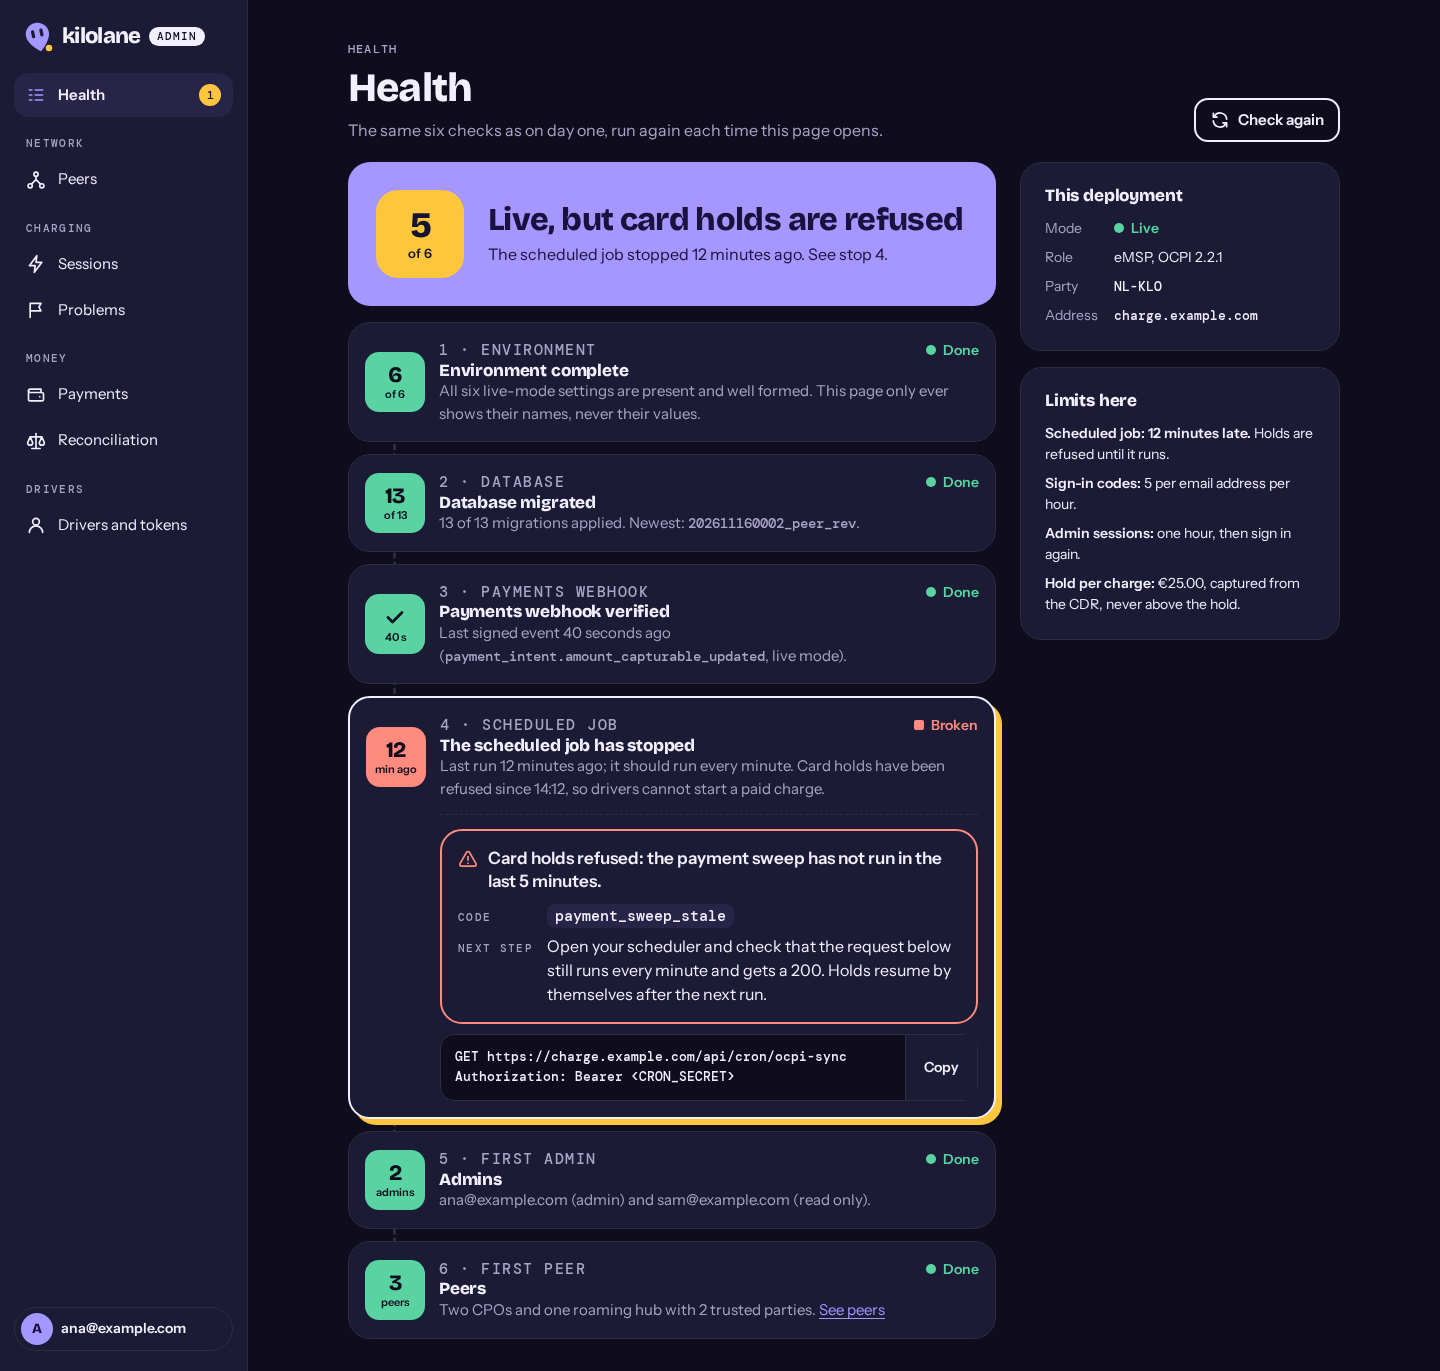 kilolane ADMIN
Health 1
NETWORK
Peers
CHARGING
Sessions
Problems
MONEY
Payments
Reconciliation
DRIVERS
Drivers and tokens
A ana@example.com
HEALTH
Health
The same six checks as on day one, run again each time this page opens.
Check again
5
of 6
Live, but card holds are refused
The scheduled job stopped 12 minutes ago. See stop 4.
6
of 6
1 · ENVIRONMENT
Done
Environment complete
All six live-mode settings are present and well formed. This page only ever
shows their names, never their values.
13
of 13
2 · DATABASE
Done
Database migrated
13 of 13 migrations applied. Newest: 202611160002_peer_rev.
40 s
3 · PAYMENTS WEBHOOK
Done
Payments webhook verified
Last signed event 40 seconds ago
(payment_intent.amount_capturable_updated, live mode).
12
min ago
4 · SCHEDULED JOB
Broken
The scheduled job has stopped
Last run 12 minutes ago; it should run every minute. Card holds have been
refused since 14:12, so drivers cannot start a paid charge.
Card holds refused: the payment sweep has not run in the
last 5 minutes.
CODE payment_sweep_stale
NEXT STEP Open your scheduler and check that the request below
still runs every minute and gets a 200. Holds resume by
themselves after the next run.
GET https://charge.example.com/api/cron/ocpi-sync
Authorization: Bearer <CRON_SECRET>
Copy
2
admins
5 · FIRST ADMIN
Done
Admins
ana@example.com (admin) and sam@example.com (read only).
3
peers
6 · FIRST PEER
Done
Peers
Two CPOs and one roaming hub with 2 trusted parties. See peers
This deployment
Mode Live
Role eMSP, OCPI 2.2.1
Party NL-KLO
Address charge.example.com
Limits here
Scheduled job: 12 minutes late. Holds are
refused until it runs.
Sign-in codes: 5 per email address per
hour.
Admin sessions: one hour, then sign in
again.
Hold per charge: €25.00, captured from
the CDR, never above the hold.